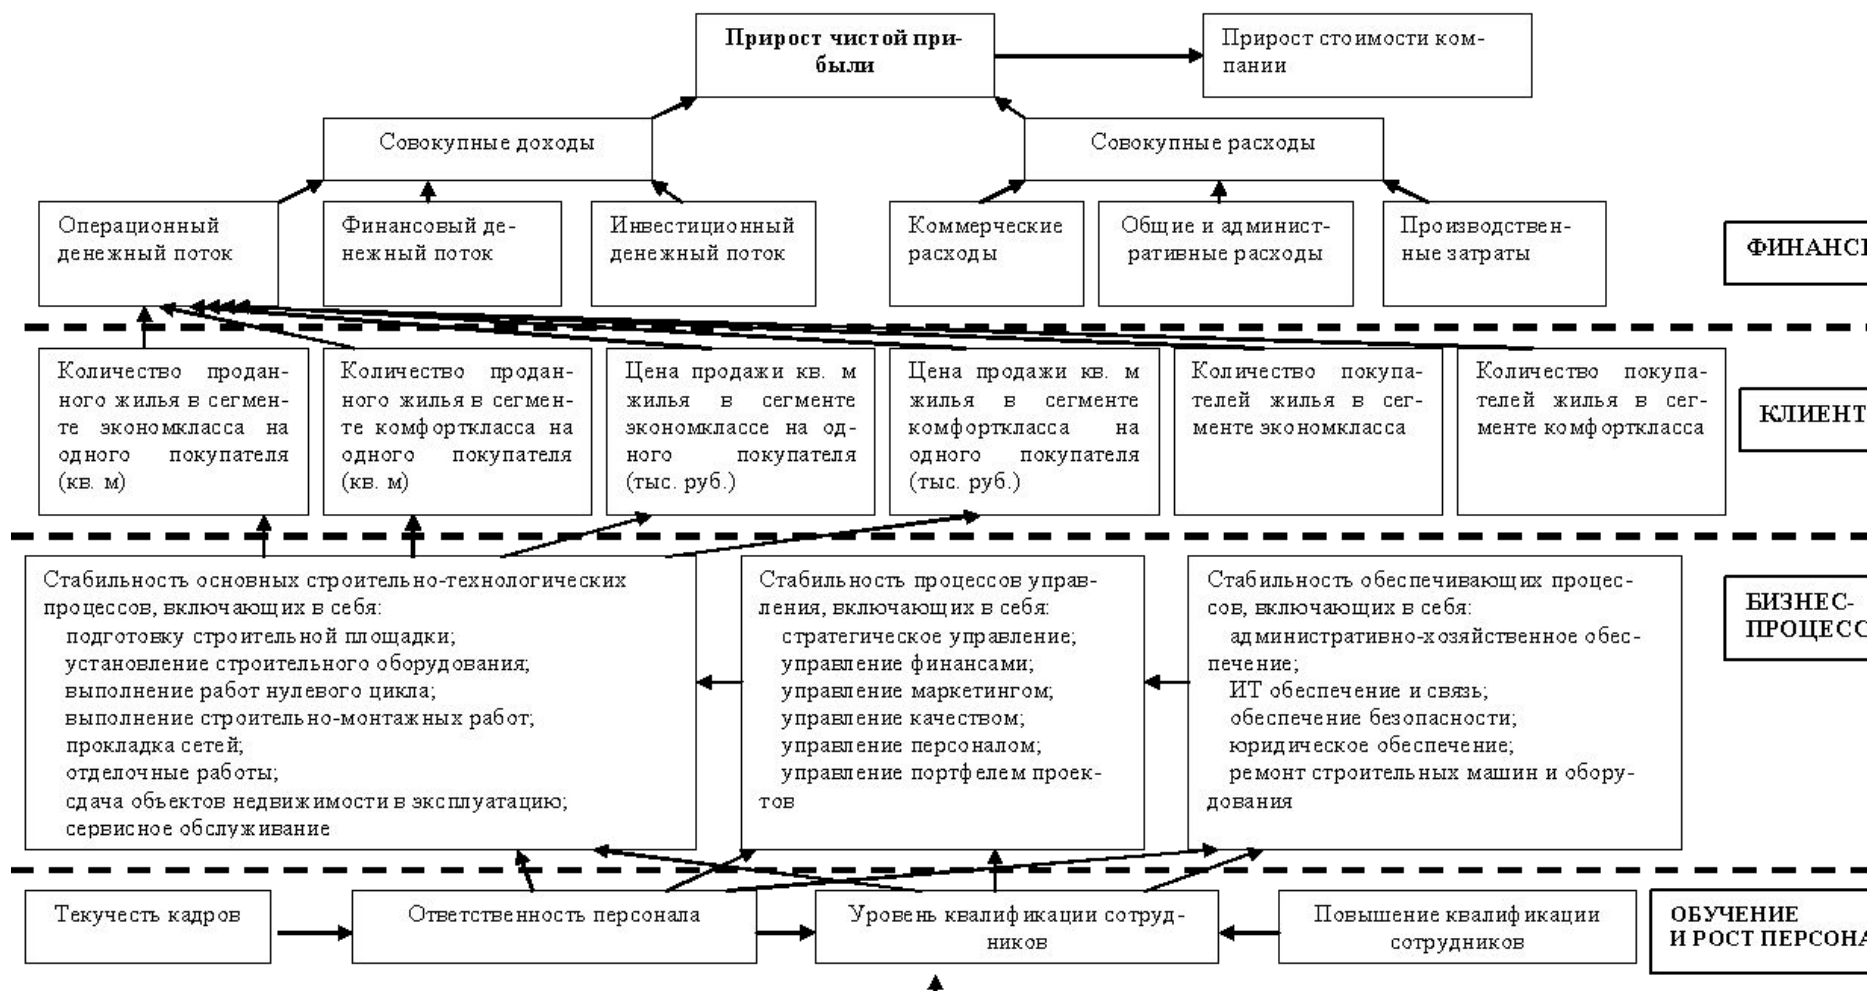 Прирост чистой при-
были
Прирост стоимости ком-
пании
Совокупные доходы
Совокупные расходы
Операционный
денежный поток
Финансовый де-
нежный поток
Инвестиционный
денежный поток
Коммерческие
расходы
Общие и админист-
ративные расходы
Производствен-
ные затраты
ФИНАНСЫ
Количество продан-
ного жилья в сегмен-
те экономкласса на
одного покупателя
(кв. м)
Количество продан-
ного жилья в сегмен-
те комфорткласса на
одного покупателя
(кв. м)
Цена продажи кв. м
жилья в сегменте
экономклассе на од-
ного покупателя
(тыс. руб.)
Цена продажи кв. м
жилья в сегменте
комфорткласса на
одного покупателя
(тыс. руб.)
Количество покупа-
телей жилья в сег-
менте экономкласса
Количество покупа-
телей жилья в сег-
менте комфорткласса
КЛИЕНТ
Стабильность основных строительно-технологических
процессов, включающих в себя:
подготовку строительной площадки;
установление строительного оборудования;
выполнение работ нулевого цикла;
выполнение строительно-монтажных работ;
прокладка сетей;
отделочные работы;
сдача объектов недвижимости в эксплуатацию;
сервисное обслуживание
Стабильность процессов управ-
ления, включающих в себя:
стратегическое управление;
управление финансами;
управление маркетингом;
управление качеством;
управление персоналом;
управление портфелем проек-
тов
Стабильность обеспечивающих процес-
сов, включающих в себя:
административно-хозяйственное обес-
печение;
ИТ обеспечение и связь;
обеспечение безопасности;
юридическое обеспечение;
ремонт строительных машин и обору-
дования
БИЗНЕС-
ПРОЦЕСС
Текучесть кадров
Ответственность персонала
Уровень квалификации сотруд-
ников
Повышение квалификации
сотрудников
ОБУЧЕНИЕ
И РОСТ ПЕРСОНА